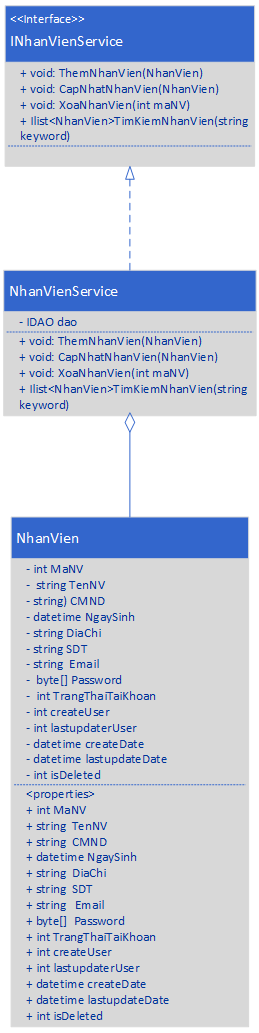 <<Interface>>
INhanVienService
+ void: ThemNhanVien(NhanVien)
+ void: CapNhatNhanVien(NhanVien)
+ void: XoaNhanVien(int maNV)
+ Ilist<NhanVien>TimKiemNhanVien(string
keyword)
NhanVienService
- IDAO dao
+ void: ThemNhanVien(NhanVien)
+ void: CapNhatNhanVien(NhanVien)
+ void: XoaNhanVien(int maNV)
+ Ilist<NhanVien>TimKiemNhanVien(string
keyword)
NhanVien
- int MaNV
- string TenNV
- string) CMND
- datetime NgaySinh
- string DiaChi
- string SDT
- string Email
- byte[] Password
- int TrangThaiTaiKhoan
- int createUser
- int lastupdaterUser
- datetime createDate
- datetime lastupdateDate
- int isDeleted
<properties>
+ int MaNV
+ string TenNV
+ string CMND
+ datetime NgaySinh
+ string DiaChi
+ string SDT
+ string Email
+ byte[] Password
+ int TrangThaiTaiKhoan
+ int createUser
+ int lastupdaterUser
+ datetime createDate
+ datetime lastupdateDate
+ int isDeleted